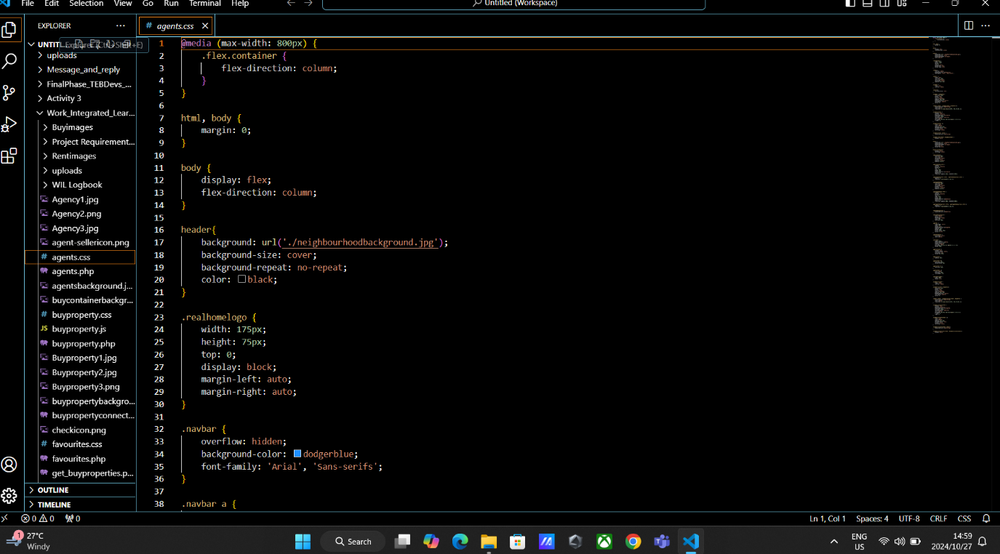 File Edit Selection View Go Run Terminal Help
Untitled (Workspace)
EXPLORER
agents.css
UNTITL
Explorer (Ctrl+Shift+E)
uploads
Message_and_reply
FinalPhase_TEBDevs_...
Activity 3
Work_Integrated_Lear...
Buyimages
Project Requirement...
Rentimages
uploads
WIL Logbook
Agency1.jpg
Agency2.png
Agency3.jpg
agent-sellericon.png
agents.css
agents.php
agentsbackground.j...
buycontainerbackgr...
buyproperty.css
JS buyproperty.js
buyproperty.php
Buyproperty1.jpg
Buyproperty2.jpg
Buyproperty3.png
buypropertybackgro...
buypropertyconnect...
checkicon.png
favourites.css
favourites.php
get_buyproperties.p...
OUTLINE
TIMELINE
1 @media (max-width: 800px) {
2 .flex.container {
3 flex-direction: column;
4 }
5 }
6
7 html, body {
8 margin: 0;
9 }
10
11 body {
12 display: flex;
13 flex-direction: column;
14 }
15
16 header{
17 background: url('./neighbourhoodbackground.jpg');
18 background-size: cover;
19 background-repeat: no-repeat;
20 color: black;
21 }
22
23 .realhomelogo {
24 width: 175px;
25 height: 75px;
26 top: 0;
27 display: block;
28 margin-left: auto;
29 margin-right: auto;
30 }
31
32 .navbar {
33 overflow: hidden;
34 background-color: dodgerblue;
35 font-family: 'Arial', 'Sans-serifs';
36 }
37
38 .navbar a {
0 0 0
Ln 1, Col 1 Spaces: 4 UTF-8 CRLF CSS
1
27°C
Windy
Search
ENG
US
14:59
2024/10/27